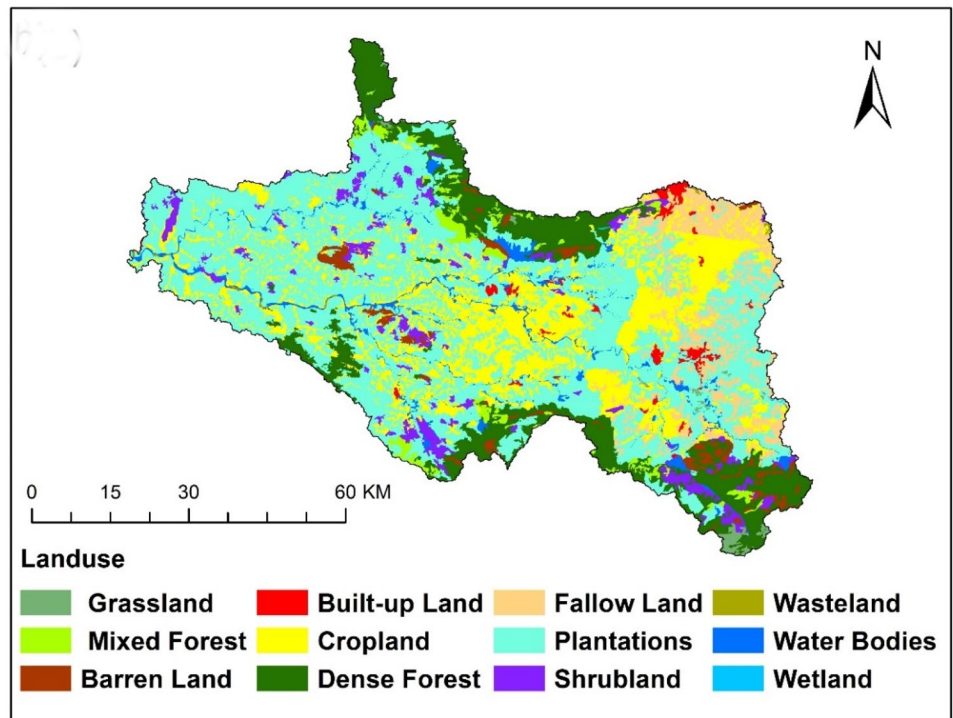 N
0 15 30 60 KM
Landuse
Grassland Built-up Land Fallow Land Wasteland
Mixed Forest Cropland Plantations Water Bodies
Barren Land Dense Forest Shrubland Wetland